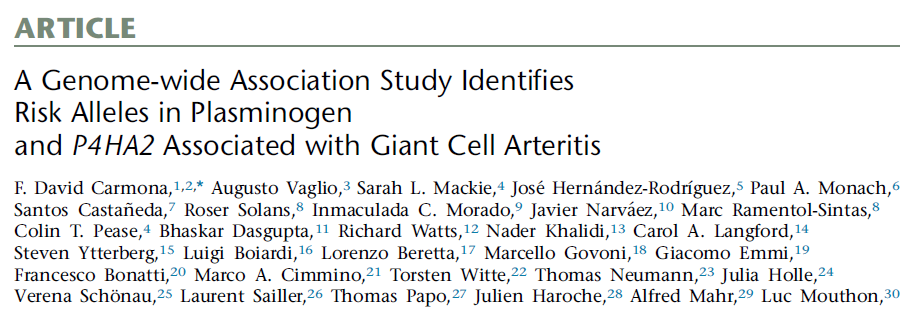 ARTICLE
A Genome-wide Association Study Identifies
Risk Alleles in Plasminogen
and P4HA2 Associated with Giant Cell Arteritis
F. David Carmona,1,2,* Augusto Vaglio,3 Sarah L. Mackie,4 José Hernández-Rodríguez,5 Paul A. Monach,6
Santos Castañeda,7 Roser Solans,8 Inmaculada C. Morado,9 Javier Narváez,10 Marc Ramentol-Sintas,8
Colin T. Pease,4 Bhaskar Dasgupta,11 Richard Watts,12 Nader Khalidi,13 Carol A. Langford,14
Steven Ytterberg,15 Luigi Boiardi,16 Lorenzo Beretta,17 Marcello Govoni,18 Giacomo Emmi,19
Francesco Bonatti,20 Marco A. Cimmino,21 Torsten Witte,22 Thomas Neumann,23 Julia Holle,24
Verena Schönau,25 Laurent Sailler,26 Thomas Papo,27 Julien Haroche,28 Alfred Mahr,29 Luc Mouthon,30